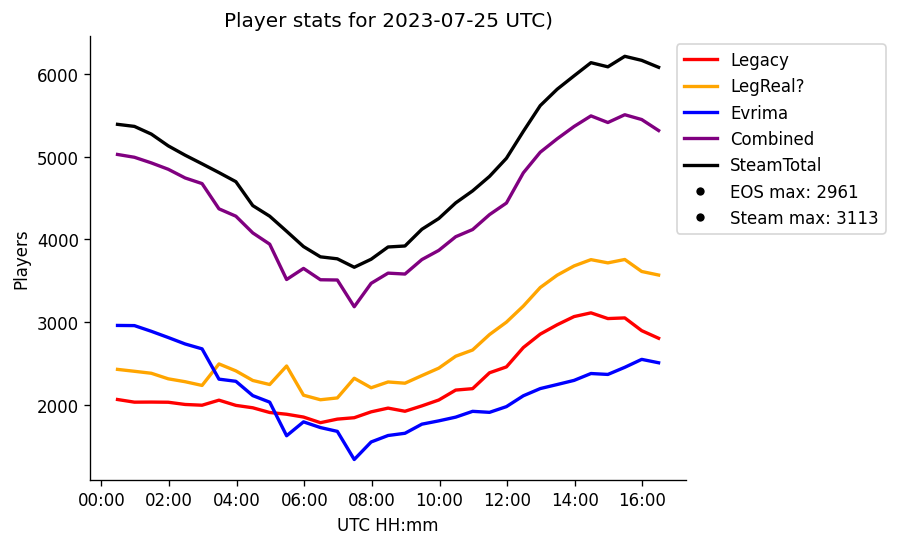 Player stats for 2023-07-25 UTC)
Legacy
LegReal?
Evrima
Combined
SteamTotal
EOS max: 2961
Steam max: 3113
Players
6000
5000
4000
3000
2000
00:00 02:00 04:00 06:00 08:00 10:00 12:00 14:00 16:00
UTC HH:mm